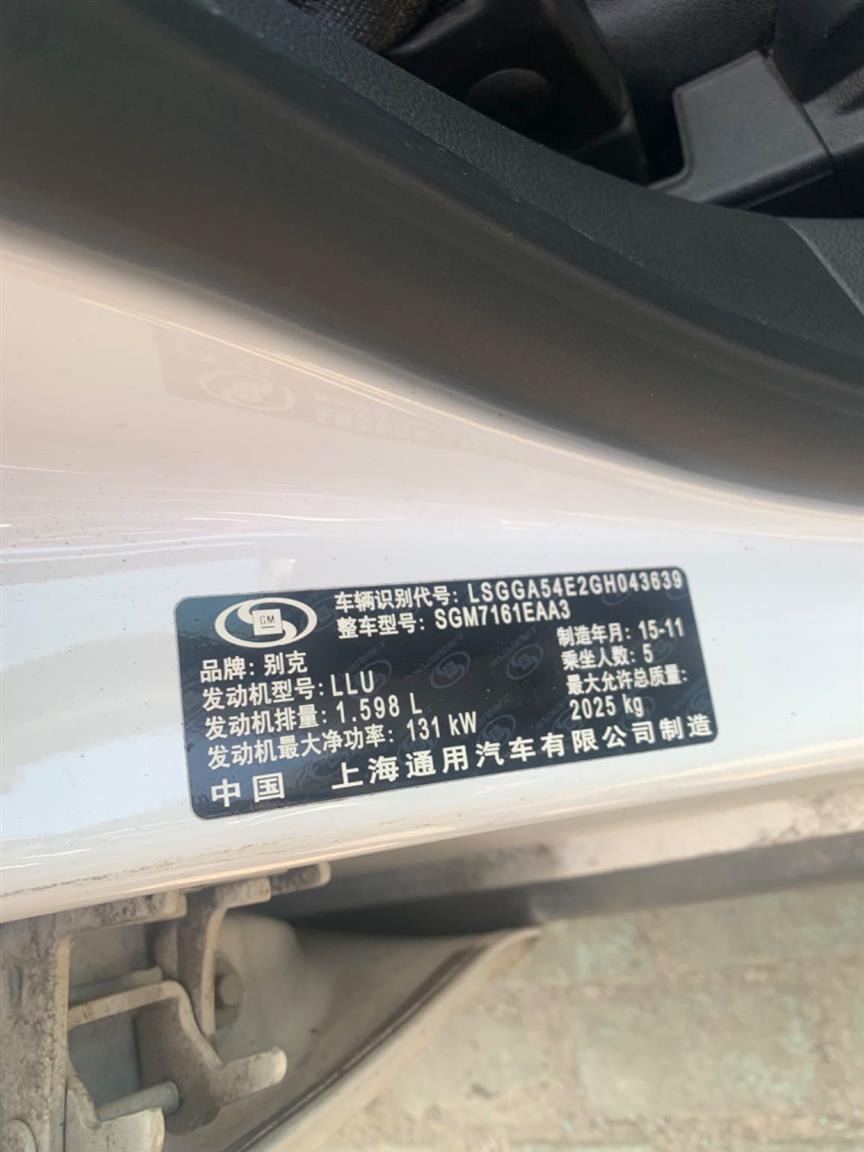 GM
车辆识别代号: LSGGA54E2GH043639
整车型号: SGM7161EAA3
品牌: 别克
制造年月: 15-11
发动机型号: LLU
乘坐人数: 5
发动机排量: 1.598 L
最大允许总质量:
2025 kg
发动机最大净功率: 131 kW
中国 上海通用汽车有限公司制造